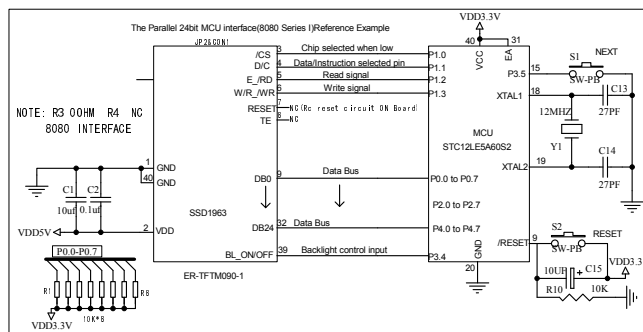 The Parallel 24bit MCU interface(8080 Series I)Reference Example
JP2&CON1
NOTE: R3 0OHM R4 NC
8080 INTERFACE
/CS
3
Chip selected when low
P1.0
D/C
4
Data/Instruction selected pin
P1.1
E_/RD
5
Read signal
P1.2
W/R_/WR
6
Write signal
P1.3
RESET
7
NC(Rc reset circuit ON Board)
TE
8
NC
1
GND
40
GND
C1
C2
10uf
0.1uf
VDD5V
2
VDD
SSD1963
DB0
9
Data Bus
P0.0 to P0.7
P2.0 to P2.7
DB24
32
Data Bus
P4.0 to P4.7
BL_ON/OFF
39
Backlight control input
P3.4
ER-TFTM090-1
P0.0-P0.7
R1
R8
10K*8
VDD3.3V
VDD3.3V
40
31
VCC
EA
MCU
STC12LE5A60S2
P3.5
15
S1
NEXT
SW-PB
XTAL1
18
C13
27PF
12MHZ
Y1
XTAL2
19
C14
27PF
/RESET
9
S2
RESET
SW-PB
VDD3.3V
10UF
+
C15
R10
10K
GND
20